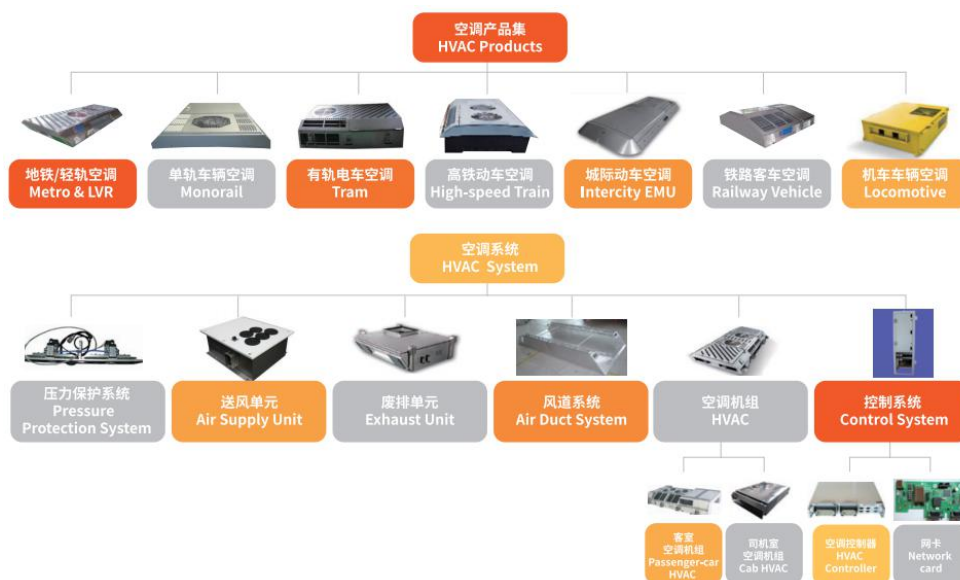 空调产品集
HVAC Products
地铁/轻轨空调
Metro & LVR
单轨车辆空调
Monorail
有轨电车空调
Tram
高铁动车空调
High-speed Train
城际动车空调
Intercity EMU
铁路客车空调
Railway Vehicle
机车车辆空调
Locomotive
空调系统
HVAC System
压力保护系统
Pressure
Protection System
送风单元
Air Supply Unit
废排单元
Exhaust Unit
风道系统
Air Duct System
空调机组
HVAC
控制系统
Control System
客室
空调机组
Passenger-car
HVAC
司机室
空调机组
Cab HVAC
空调控制器
HVAC
Controller
网卡
Network
card